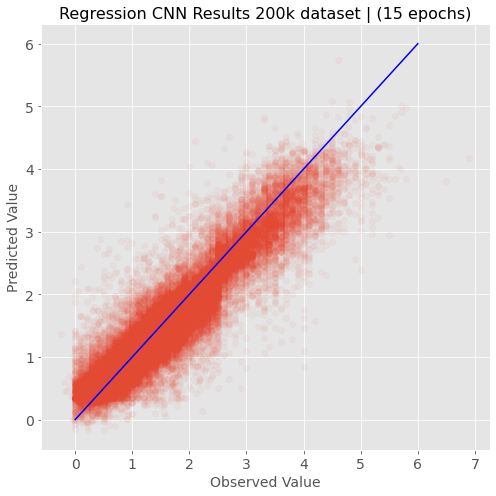 Regression CNN Results 200k dataset | (15 epochs)
6
5
4
3
2
1
0
Predicted Value
0 1 2 3 4 5 6 7
Observed Value